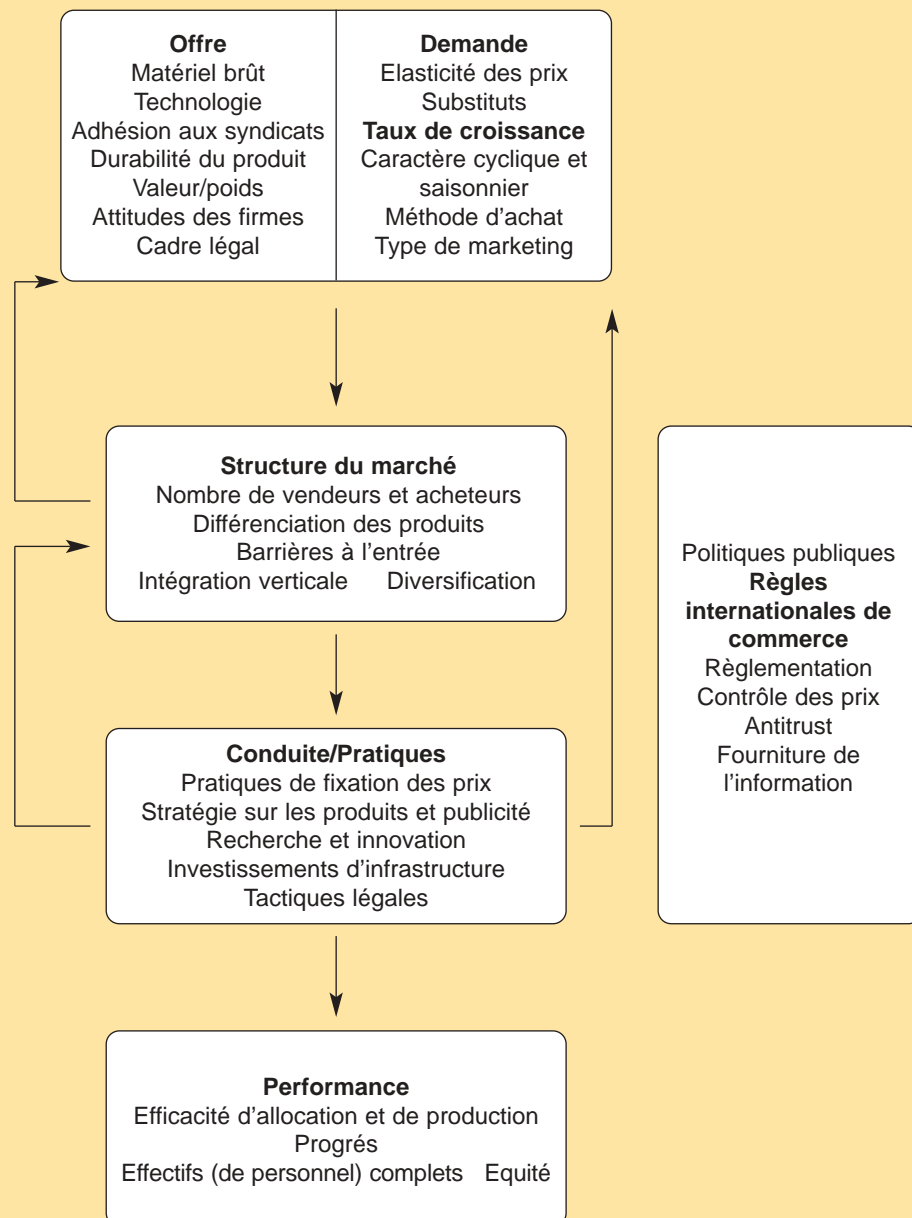 Offre
Matériel brût
Technologie
Adhésion aux syndicats
Durabilité du produit
Valeur/poids
Attitudes des firmes
Cadre légal
Demande
Elasticité des prix
Substituts
Taux de croissance
Caractère cyclique et
saisonnier
Méthode d'achat
Type de marketing
Structure du marché
Nombre de vendeurs et acheteurs
Différenciation des produits
Barrières à l'entrée
Intégration verticale Diversification
Politiques publiques
Règles
internationales de
commerce
Règlementation
Contrôle des prix
Antitrust
Fourniture de
l'information
Conduite/Pratiques
Pratiques de fixation des prix
Stratégie sur les produits et publicité
Recherche et innovation
Investissements d'infrastructure
Tactiques légales
Performance
Efficacité d'allocation et de production
Progrés
Effectifs (de personnel) complets Equité